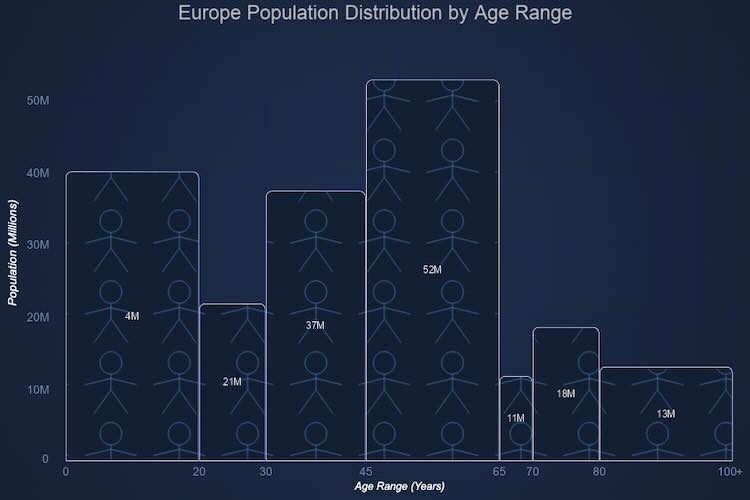 Europe Population Distribution by Age Range
Population (Millions)
50M
40M
30M
20M
10M
0
4M
21M
37M
52M
11M
18M
13M
0 20 30 45 65 70 80 100+
Age Range (Years)